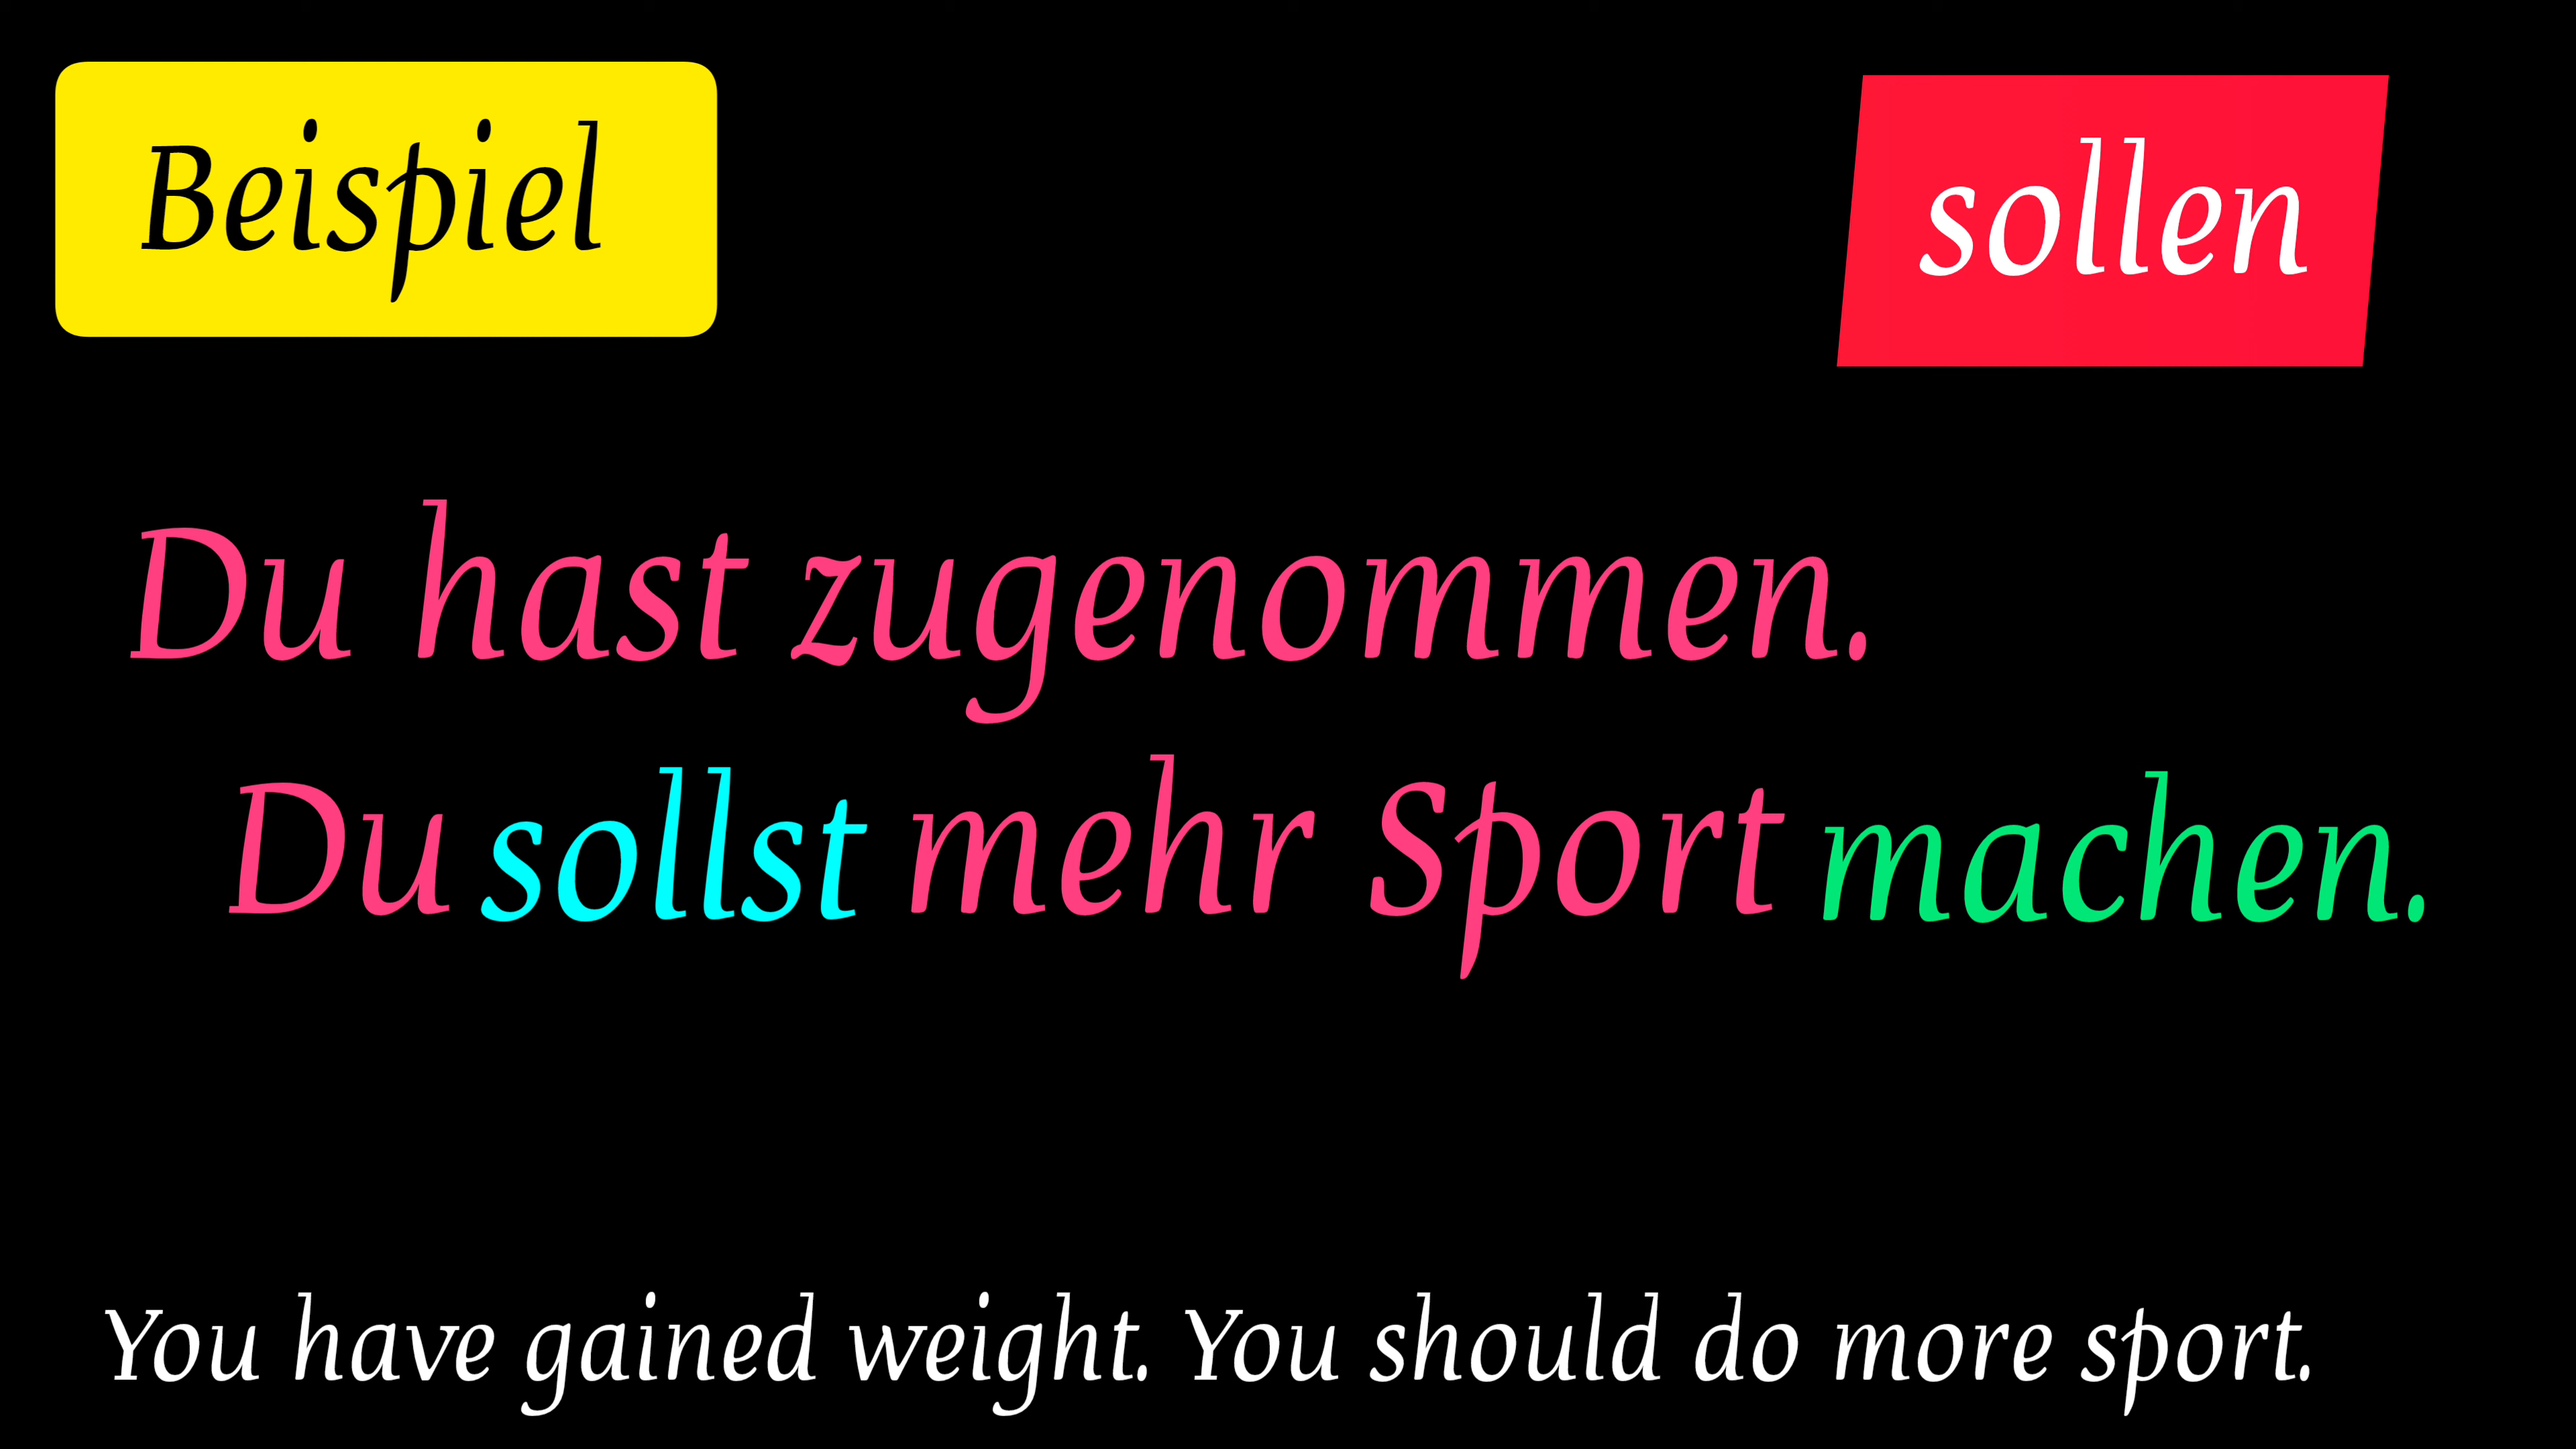 Beispiel
sollen
Du hast zugenommen.
Du sollst mehr Sport machen.
You have gained weight. You should do more sport.